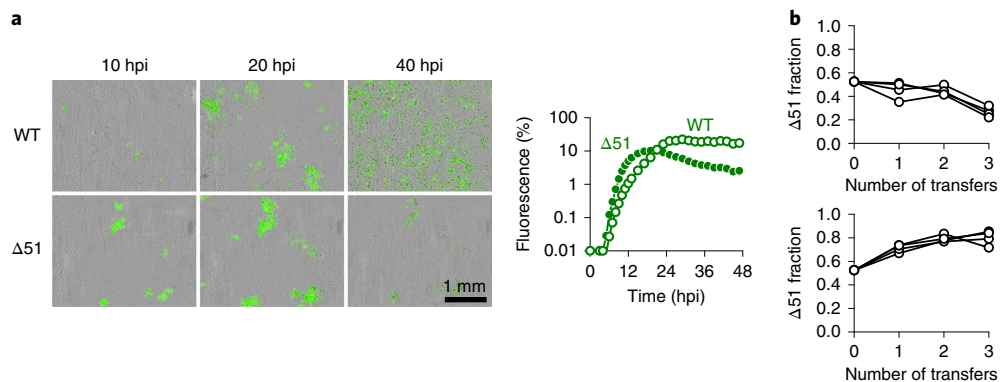 a
10 hpi 20 hpi 40 hpi
WT
Δ51
1 mm
Fluorescence (%)
100
10
1
0.1
0.01
Δ51
WT
0 12 24 36 48
Time (hpi)
b
Δ51 fraction
1.0
0.8
0.6
0.4
0.2
0.0
0 1 2 3
Number of transfers
Δ51 fraction
1.0
0.8
0.6
0.4
0.2
0.0
0 1 2 3
Number of transfers